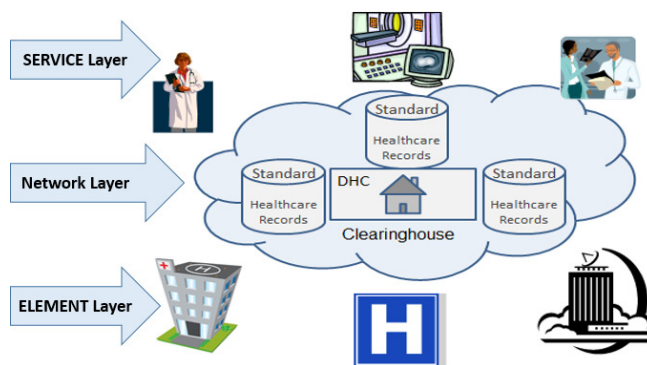 SERVICE Layer
Standard
Healthcare
Records
Network Layer
Standard
Healthcare
Records
DHC
Standard
Healthcare
Records
Clearinghouse
ELEMENT Layer
H
H